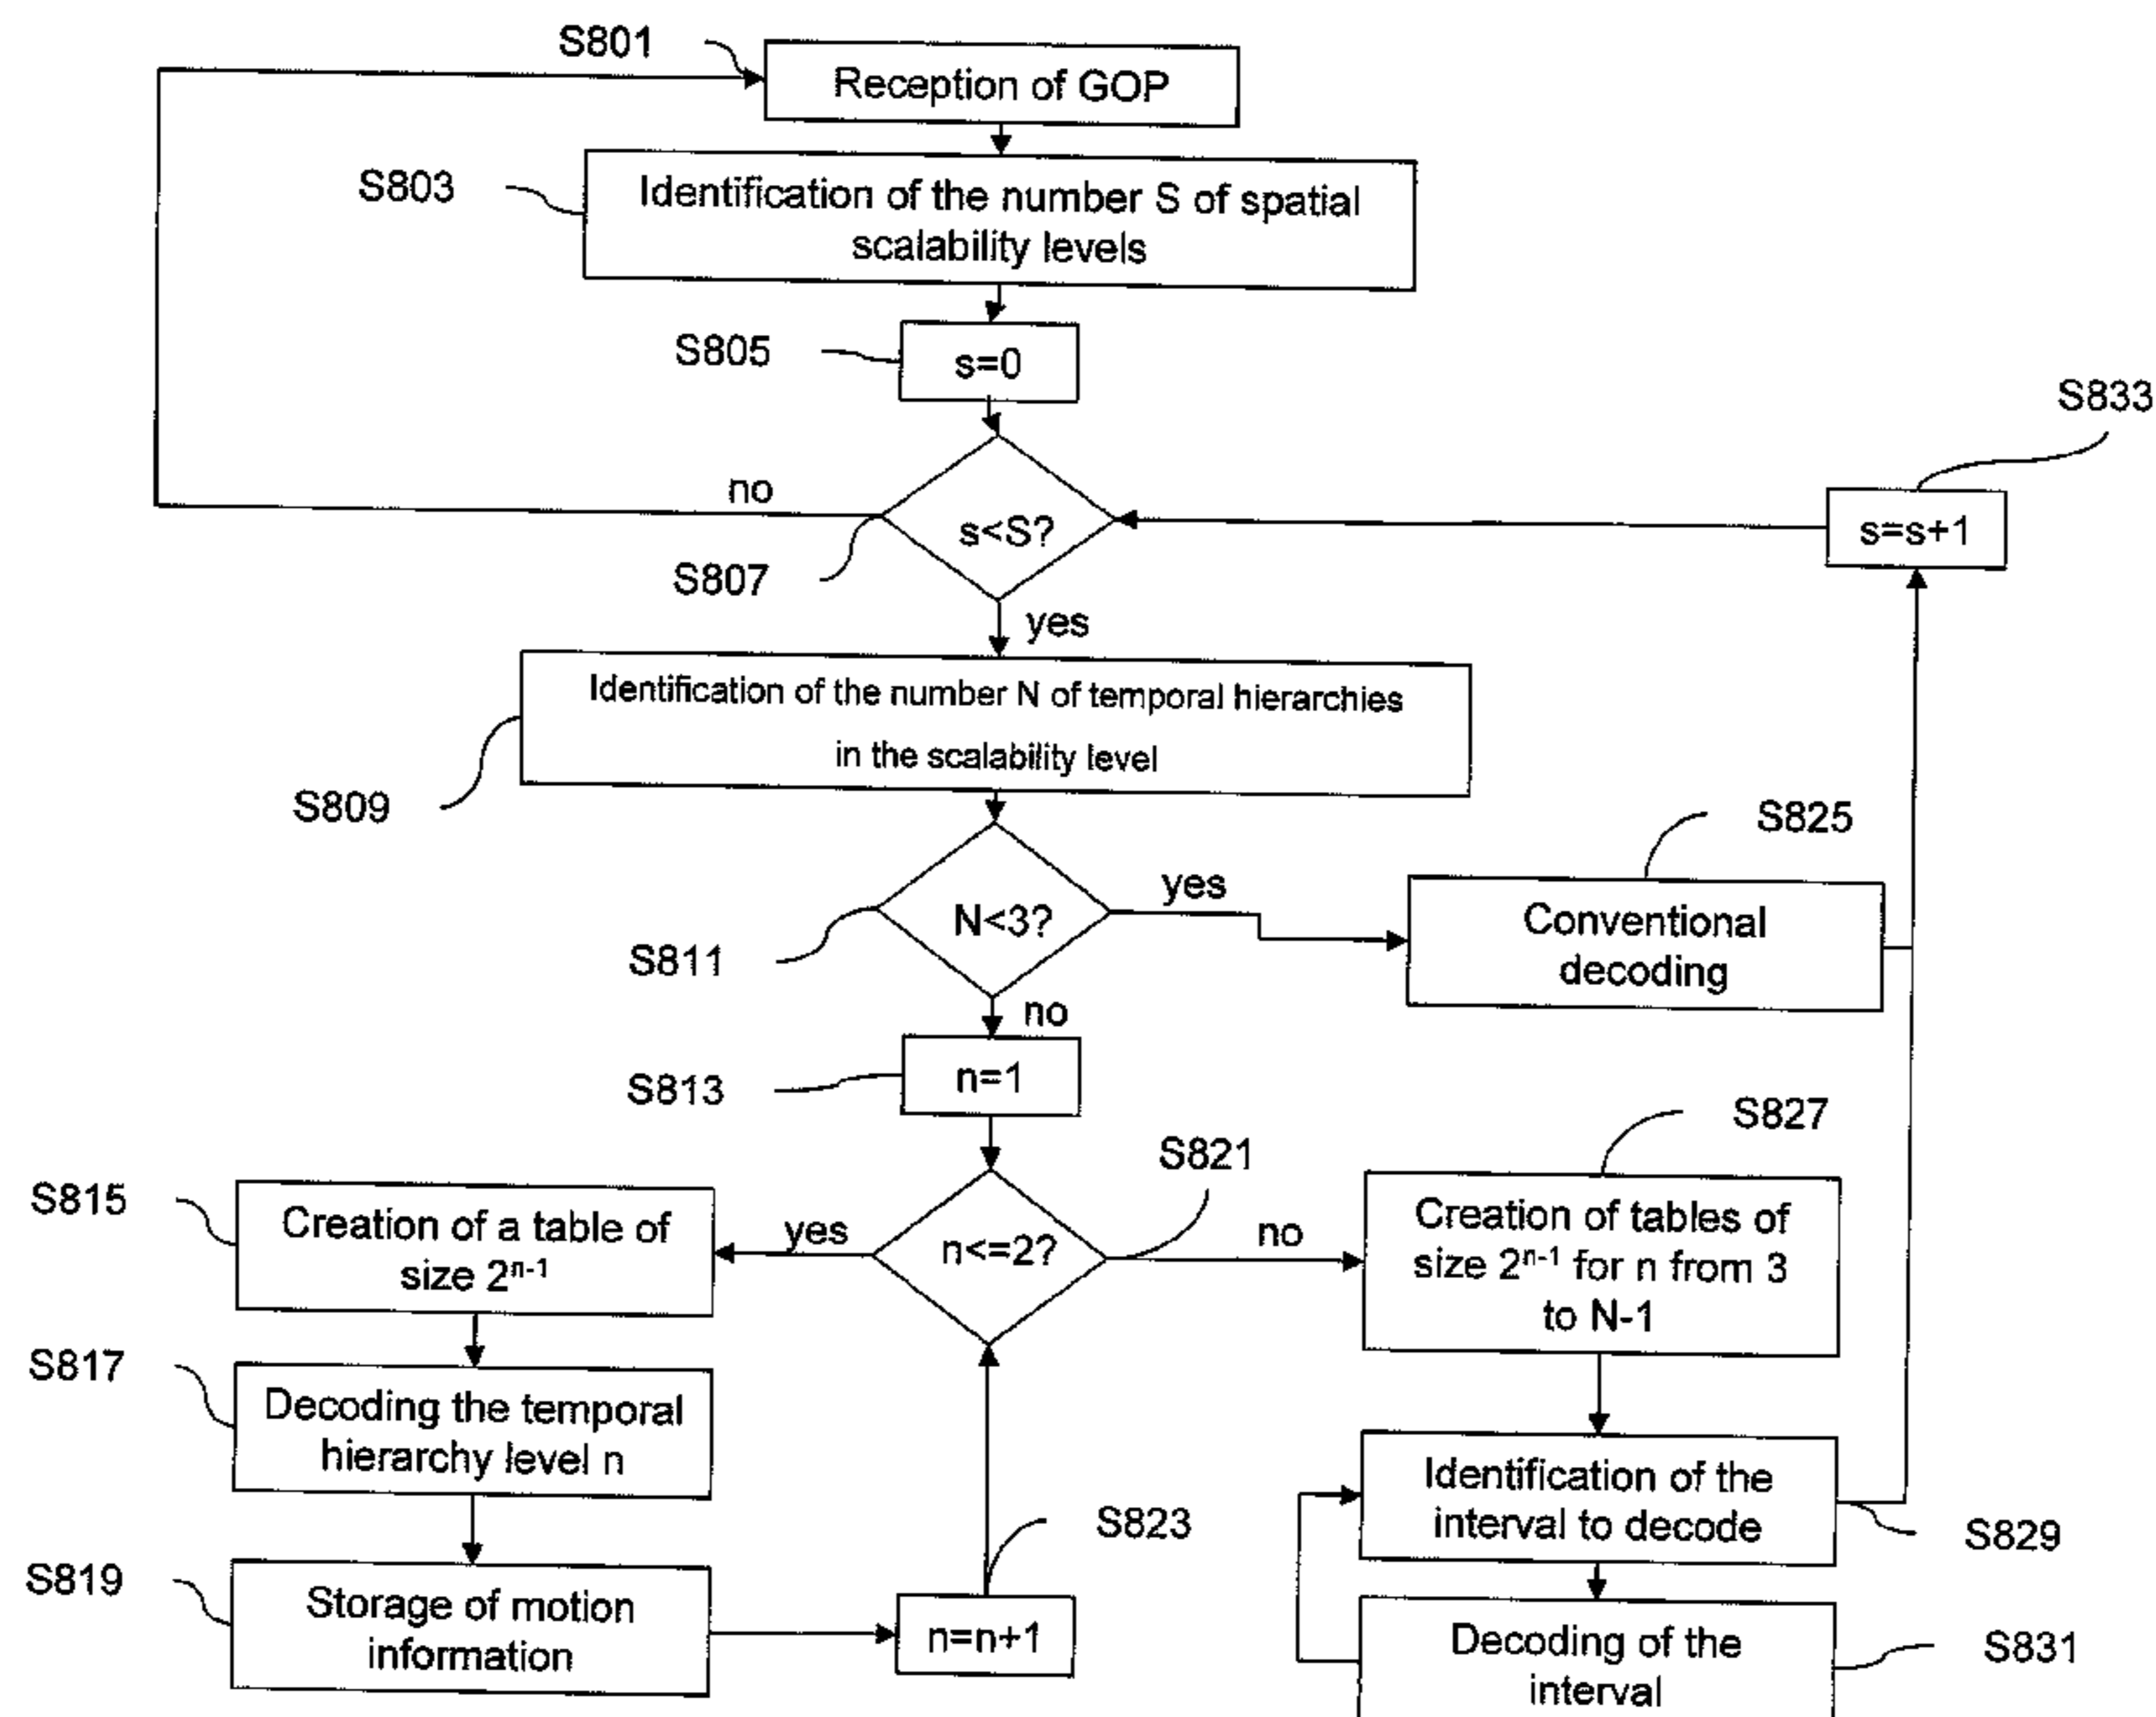 S801
Reception of GOP
S803
Identification of the number S of spatial
scalability levels
S805
s=0
S833
no
s<S?
s=s+1
S807
yes
Identification of the number N of temporal hierarchies
in the scalability level
S809
S825
yes
N<3?
Conventional
decoding
S811
no
n=1
S813
S827
S821
S815
Creation of a table of
size 2ⁿ⁻¹
yes
n<=2?
no
Creation of tables of
size 2ⁿ⁻¹ for n from 3
to N-1
S817
Decoding the temporal
hierarchy level n
Identification of the
interval to decode
S823
S829
S819
Storage of motion
information
n=n+1
Decoding of the
interval
S831